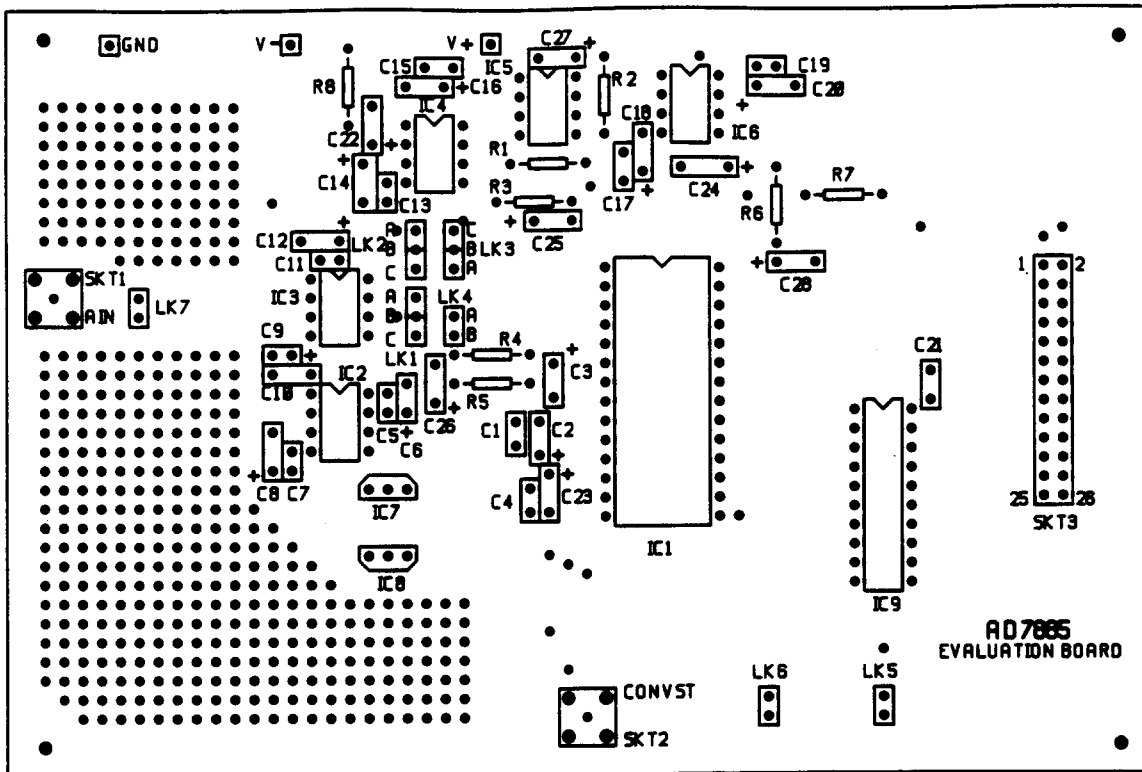 GND
V-
V+
IC5
C27
+
C15
C16
+
R8
IC4
R2
C19
C20
+
IC6
C18
C22
+
+
C14
C13
R1
R3
C17
+
C24
+
R6
R7
C25
+
C12
+
LK2
C11
A
B
C
C
B
A
LK3
C28
+
1
2
SKT1
AIN
LK7
IC3
A
B
C
LK4
A
B
C9
+
C10
IC2
LK1
R4
R5
C3
+
C21
C5
C6
+
C26
+
C1
C2
+
C8
C7
+
C4
C23
+
25
26
SKT3
IC7
IC8
IC1
IC9
AD7885
EVALUATION BOARD
LK6
LK5
CONVST
SKT2